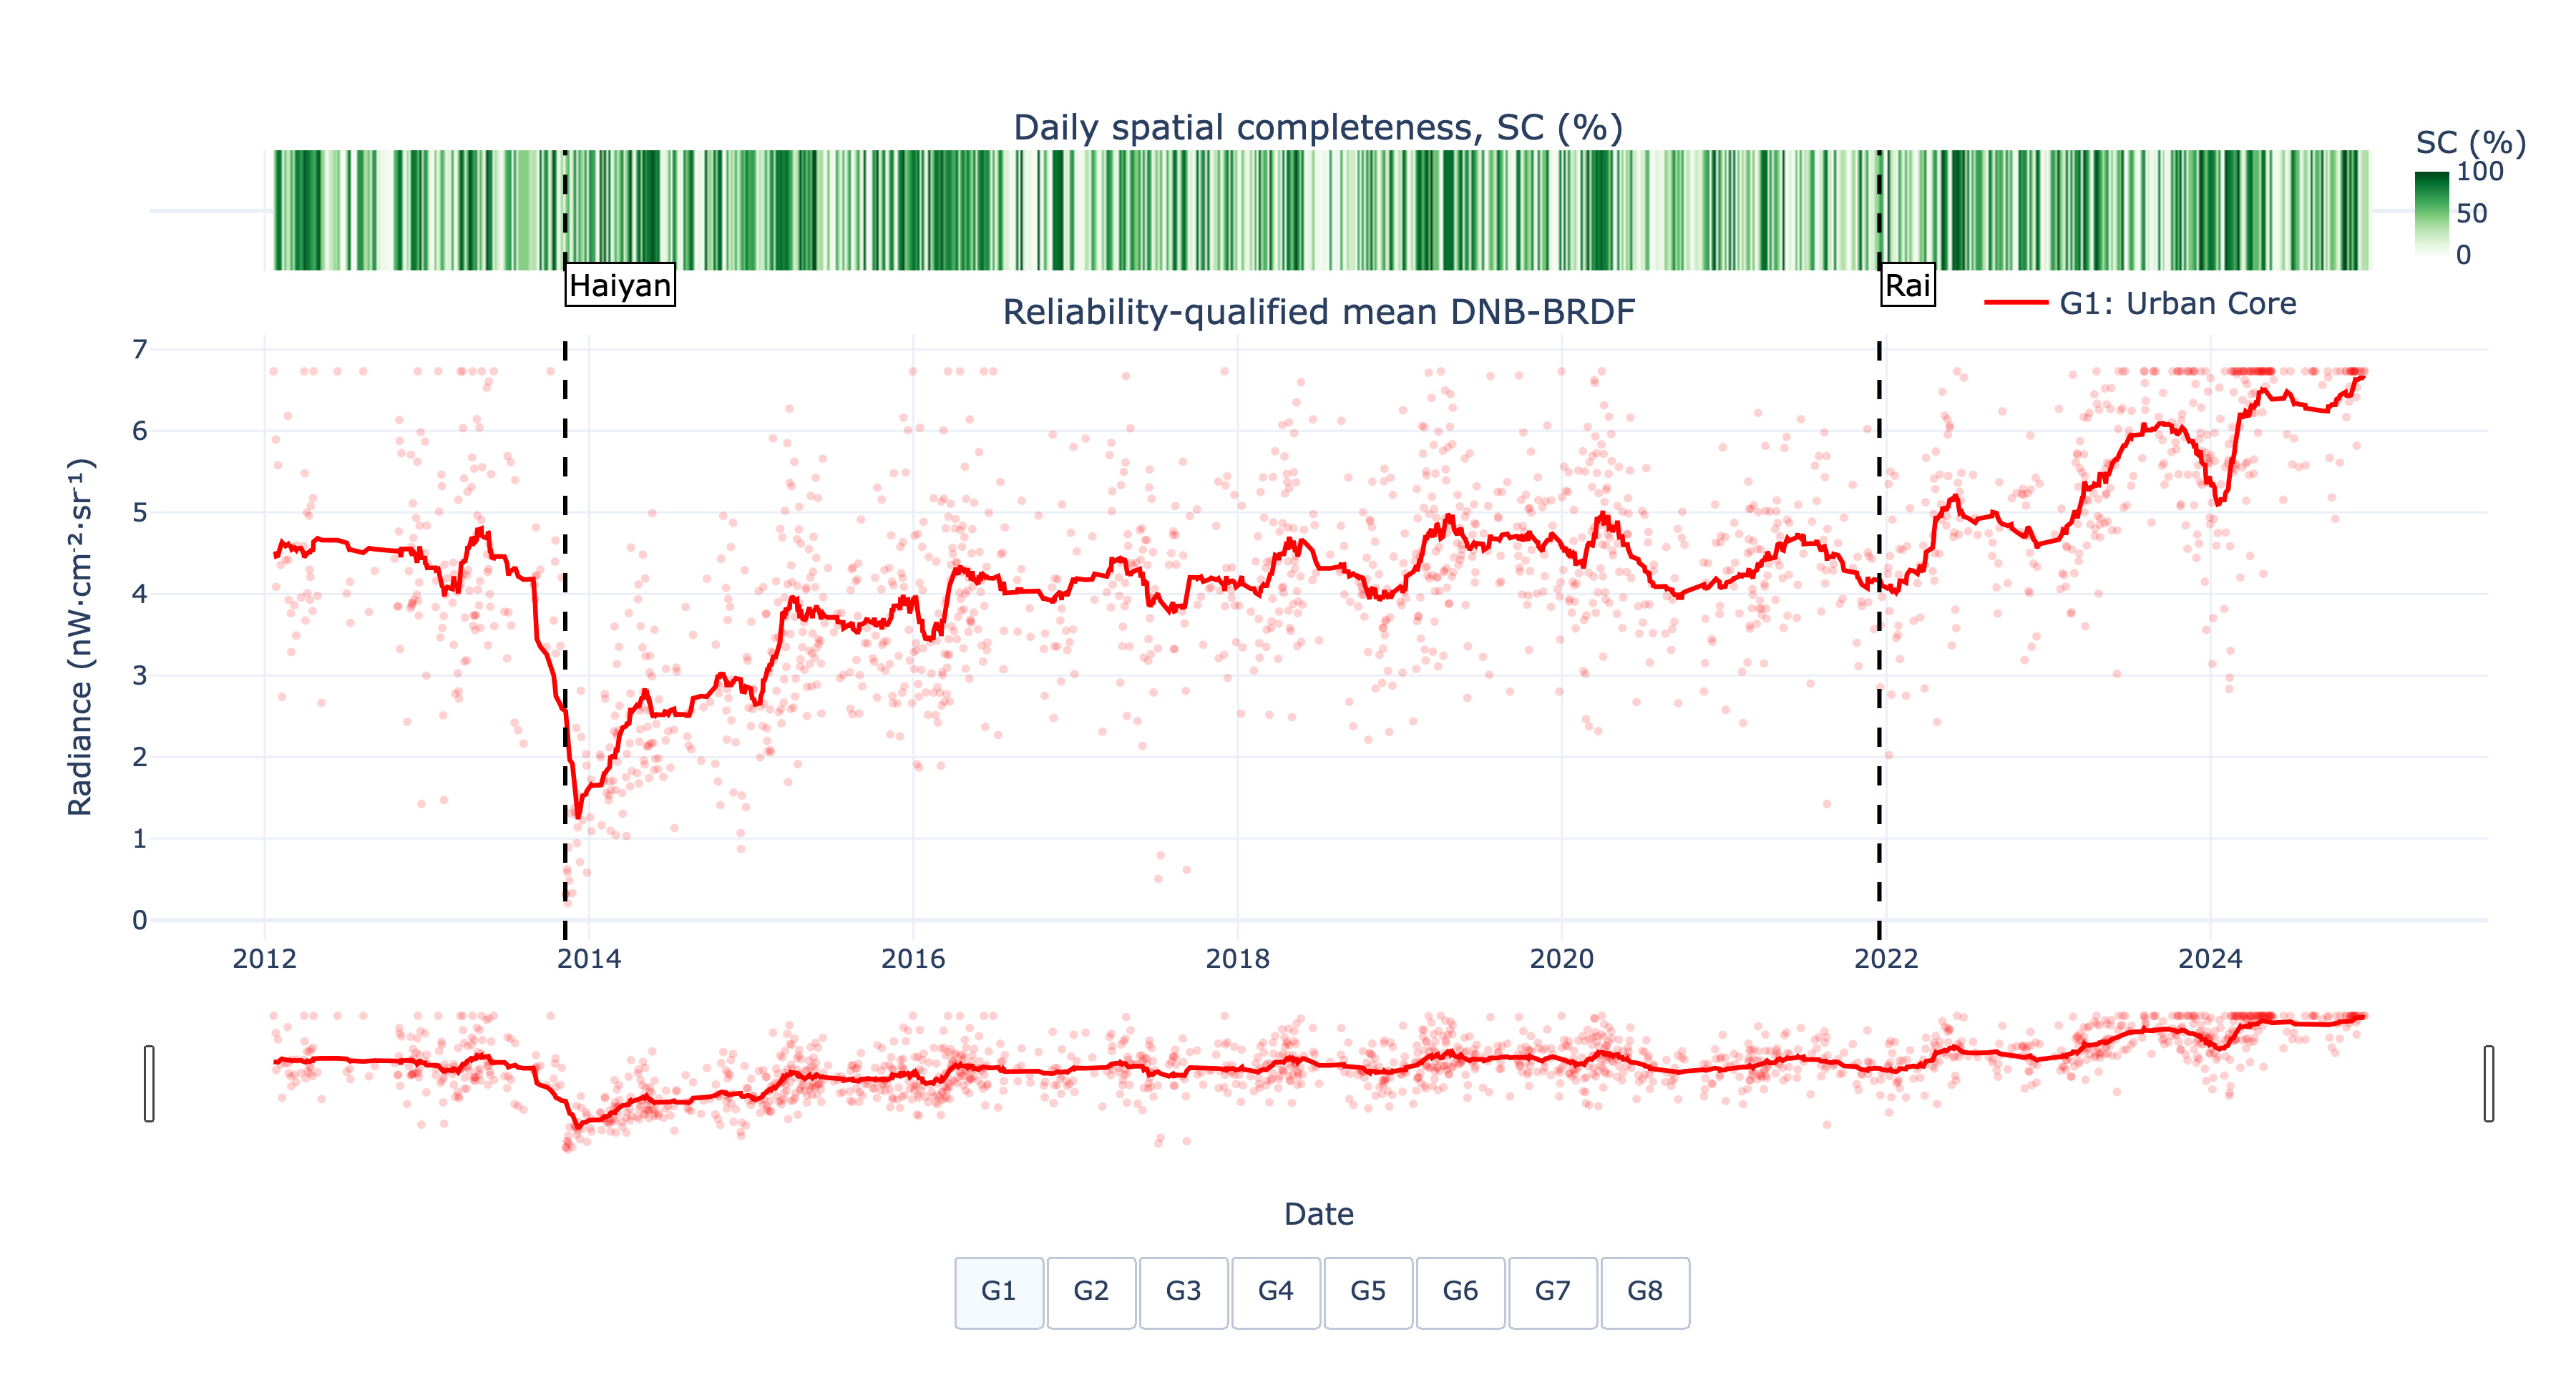 Daily spatial completeness, SC (%)
SC (%)
100
50
0
Haiyan
Rai
Reliability-qualified mean DNB-BRDF
G1: Urban Core
Radiance (nW·cm⁻²·sr⁻¹)
7
6
5
4
3
2
1
0
2012
2014
2016
2018
2020
2022
2024
Date
G1
G2
G3
G4
G5
G6
G7
G8